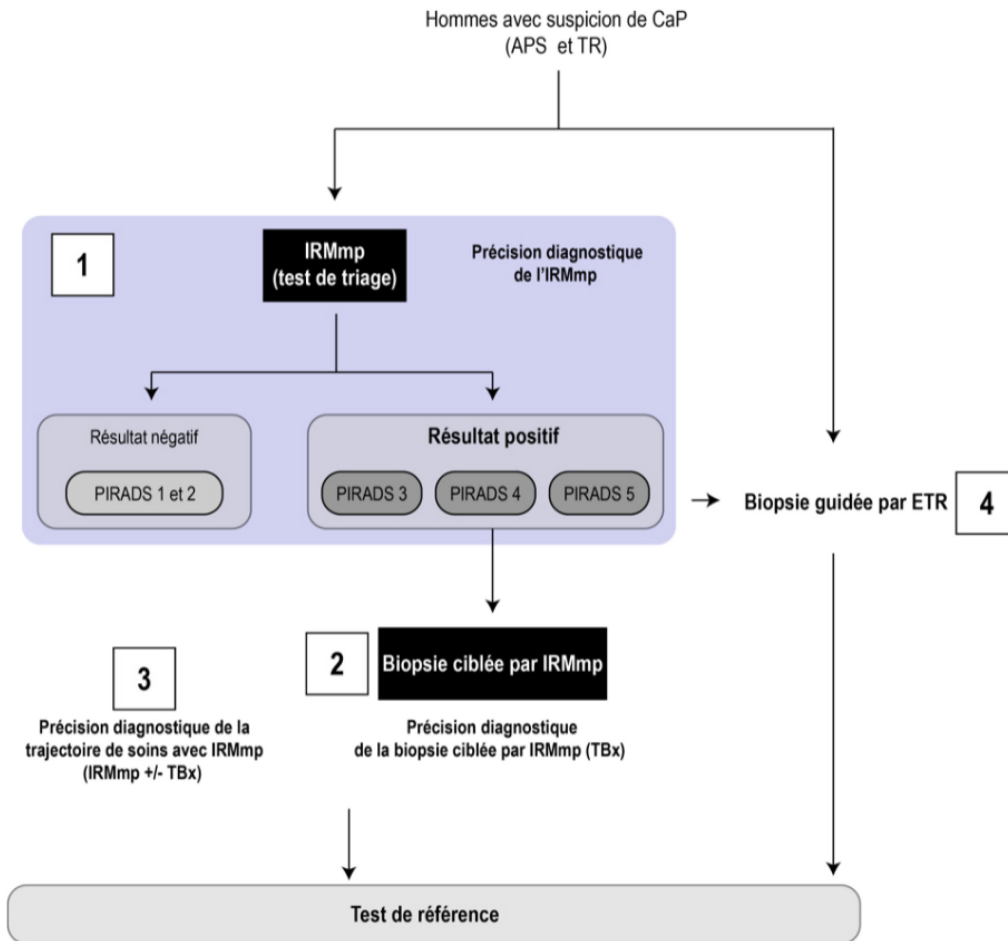 Hommes avec suspicion de CaP
(APS et TR)
1
IRMmp
(test de triage)
Précision diagnostique
de l'IRMmp
Résultat négatif
PIRADS 1 et 2
Résultat positif
PIRADS 3
PIRADS 4
PIRADS 5
Biopsie guidée par ETR
4
2
Biopsie ciblée par IRMmp
Précision diagnostique
de la biopsie ciblée par IRMmp (TBx)
3
Précision diagnostique de la
trajectoire de soins avec IRMmp
(IRMmp +/- TBx)
Test de référence